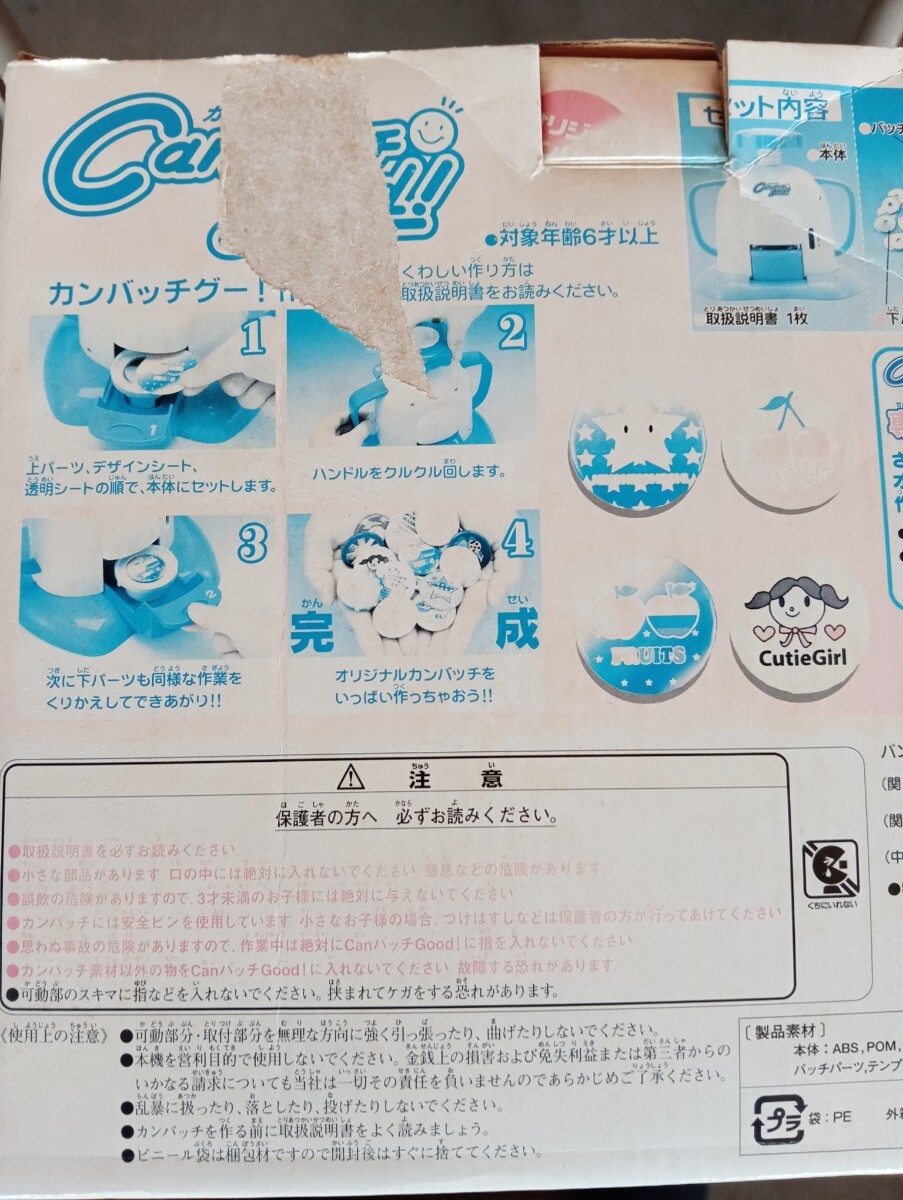 カ
Can
3
!!
リジ
セット内容
バッチ
本体
対象年齢6才以上
カンバッチグー!
くわしい作り方は
取扱説明書をお読みください。
取扱説明書 1枚
1
2
上パーツ、デザインシート、
透明シートの順で、本体にセットします。
ハンドルをクルクル回します。
3
4
完成
次に下パーツも同様な作業を
くりかえしてできあがり!!
オリジナルカンバッチを
いっぱい作っちゃおう!!
FRUITS
CutieGirl
⚠ 注意
保護者の方へ 必ずお読みください。
●取扱説明書を必ずお読みください
●小さな部品があります 口の中には絶対に入れないでください 窒息などの危険があります
●誤飲の危険がありますので、3才未満のお子様には絶対に与えないでください
●カンバッチには安全ピンを使用しています 小さなお子様の場合、つけはずしなどは保護者の方が行ってあげてください
●思わぬ事故の危険がありますので、作業中は絶対にCanバッチGood!に指を入れないでください
●カンバッチ素材以外の物をCanバッチGood!に入れないでください 故障する恐れがあります
●可動部のスキマに指などを入れないでください。挟まれてケガをする恐れがあります。
くちにいれない
《使用上の注意》 ●可動部分・取付部分を無理な方向に強く引っ張ったり、曲げたりしないでください。
●本機を営利目的で使用しないでください。金銭上の損害および免失利益または第三者からの
いかなる請求についても当社は一切その責任を負いませんのであらかじめご了承ください。
●乱暴に扱ったり、落としたり、投げたりしないでください。
●カンバッチを作る前に取扱説明書をよく読みましょう。
●ビニール袋は梱包材ですので開封後はすぐに捨ててください。
[製品素材]
本体:ABS,POM,
バッチパーツ,テンプ
プラ 袋:PE 外箱